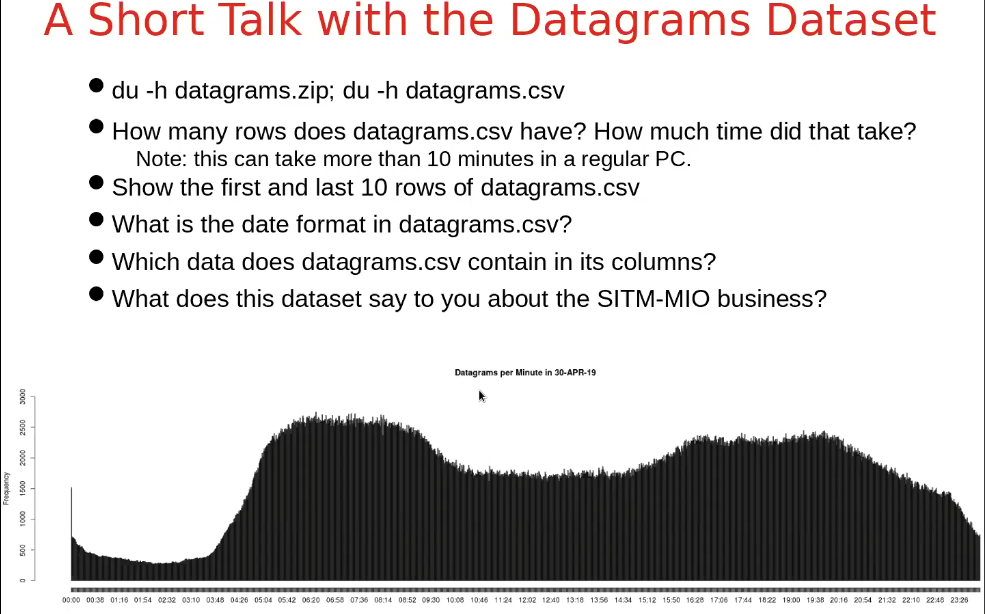 A Short Talk with the Datagrams Dataset
du -h datagrams.zip; du -h datagrams.csv
How many rows does datagrams.csv have? How much time did that take?
Note: this can take more than 10 minutes in a regular PC.
Show the first and last 10 rows of datagrams.csv
What is the date format in datagrams.csv?
Which data does datagrams.csv contain in its columns?
What does this dataset say to you about the SITM-MIO business?
Datagrams per Minute in 30-APR-19
Frequency
3000
2500
2000
1500
1000
500
0
00:00 00:38 01:16 01:54 02:32 03:10 03:48 04:26 05:04 05:42 06:20 06:58 07:36 08:14 08:52 09:30 10:08 10:46 11:24 12:02 12:40 13:18 13:56 14:34 15:12 15:50 16:28 17:06 17:44 18:22 19:00 19:38 20:16 20:54 21:32 22:10 22:48 23:26